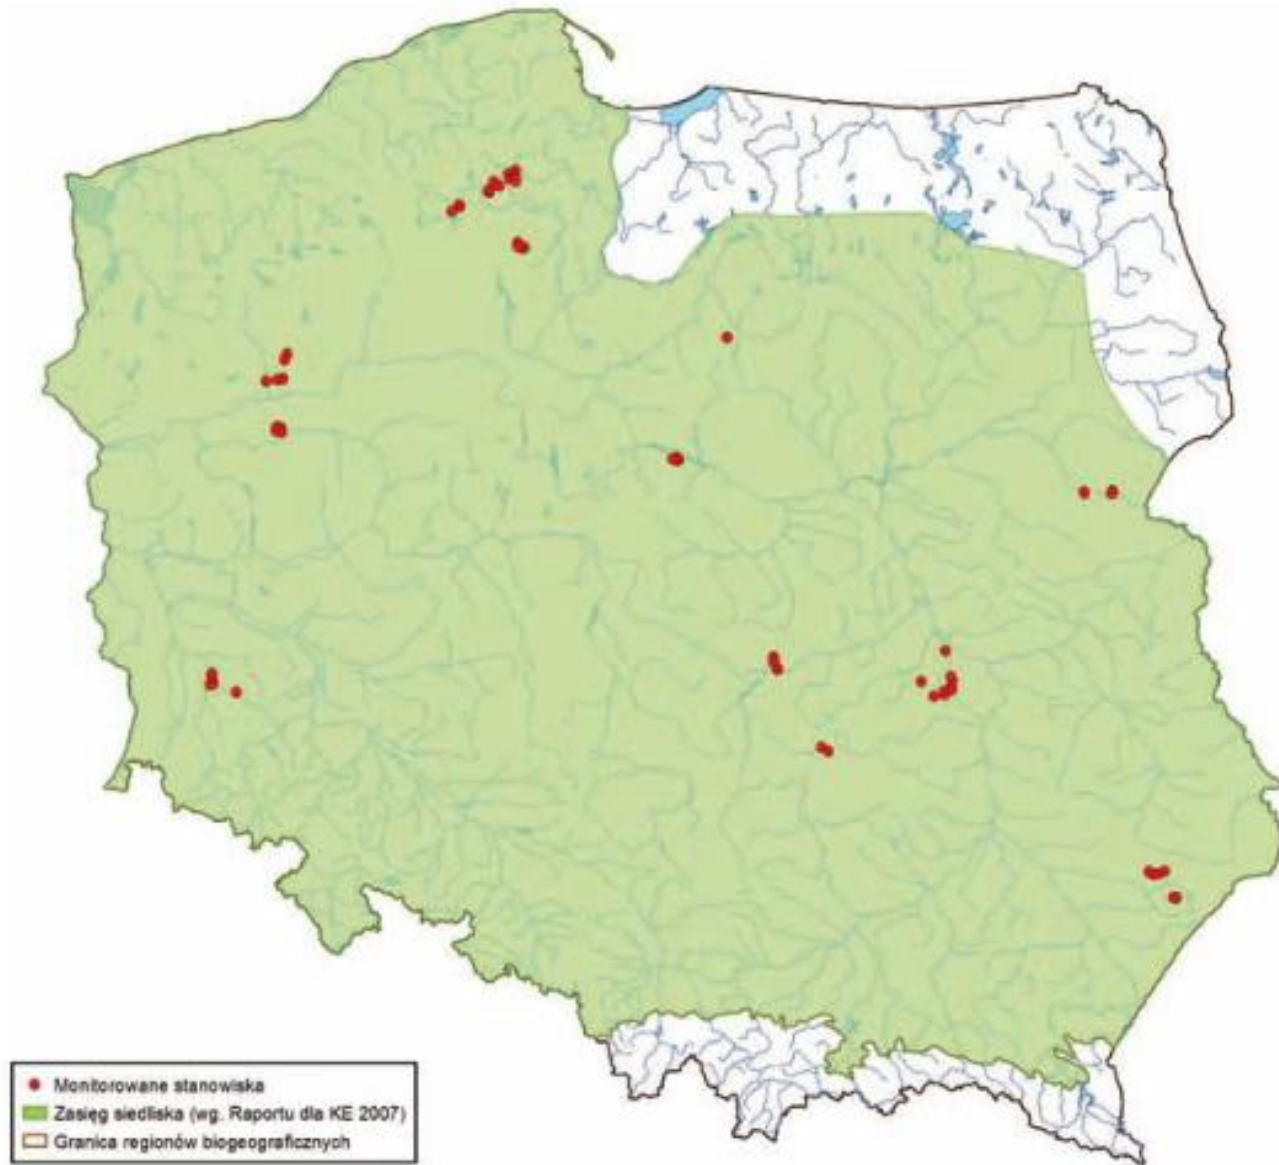 Monitorowane stanowiska
Zasięg siedliska (wg. Raportu dla KE 2007)
Granica regionów biogeograficznych